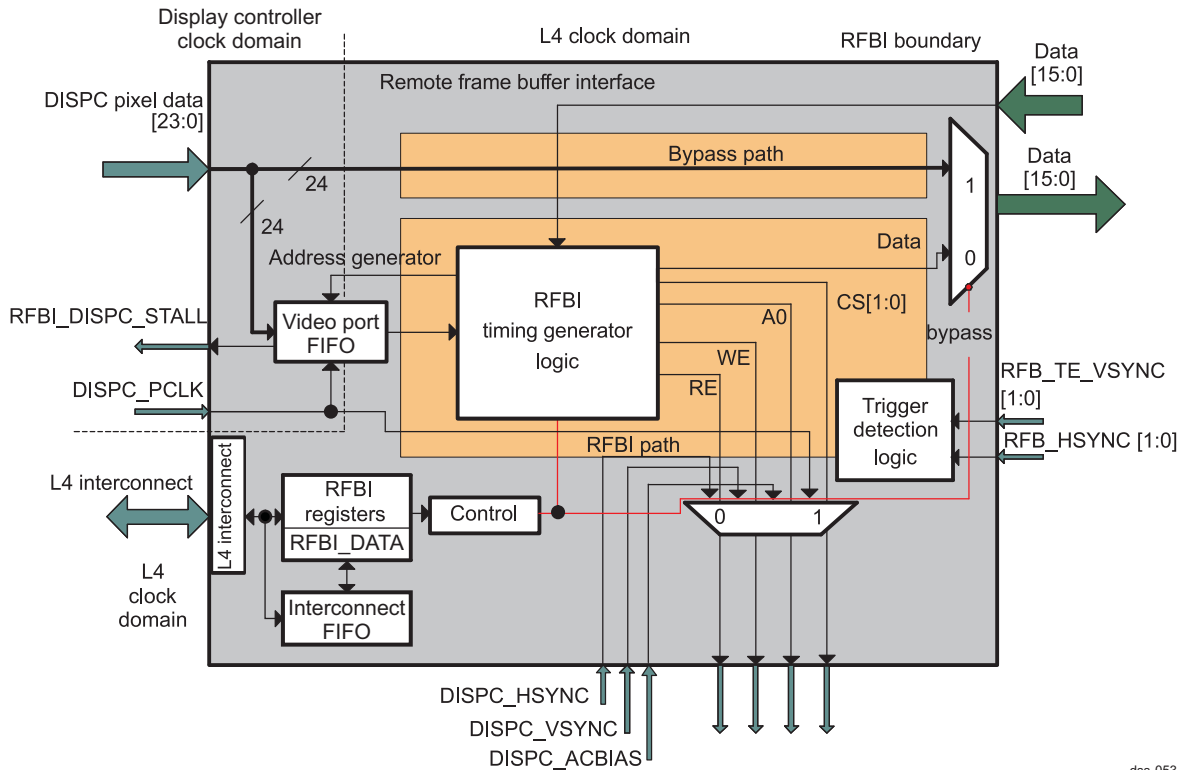 Display controller
clock domain
L4 clock domain
RFBI boundary
Data
[15:0]
Remote frame buffer interface
DISPC pixel data
[23:0]
Bypass path
24
24
1
0
Data
[15:0]
Address generator
Data
RFBI
timing generator
logic
CS[1:0]
A0
WE
RE
bypass
RFBI_DISPC_STALL
Video port
FIFO
DISPC_PCLK
RFB_TE_VSYNC
[1:0]
RFB_HSYNC [1:0]
Trigger
detection
logic
RFBI path
L4 interconnect
L4 interconnect
RFBI
registers
RFBI_DATA
Control
0
1
L4
clock
domain
Interconnect
FIFO
DISPC_HSYNC
DISPC_VSYNC
DISPC_ACBIAS